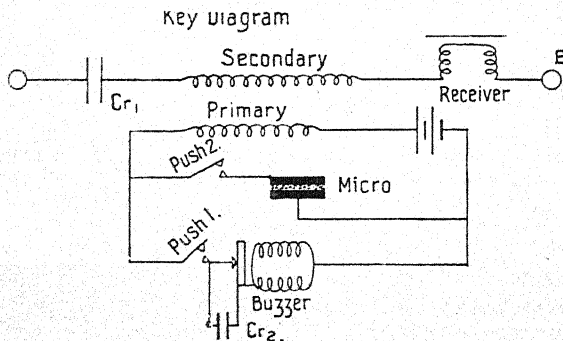 Key Diagram
Secondary
B
Cr1
Receiver
Primary
Push 2.
Micro
Push 1.
Buzzer
Cr2.